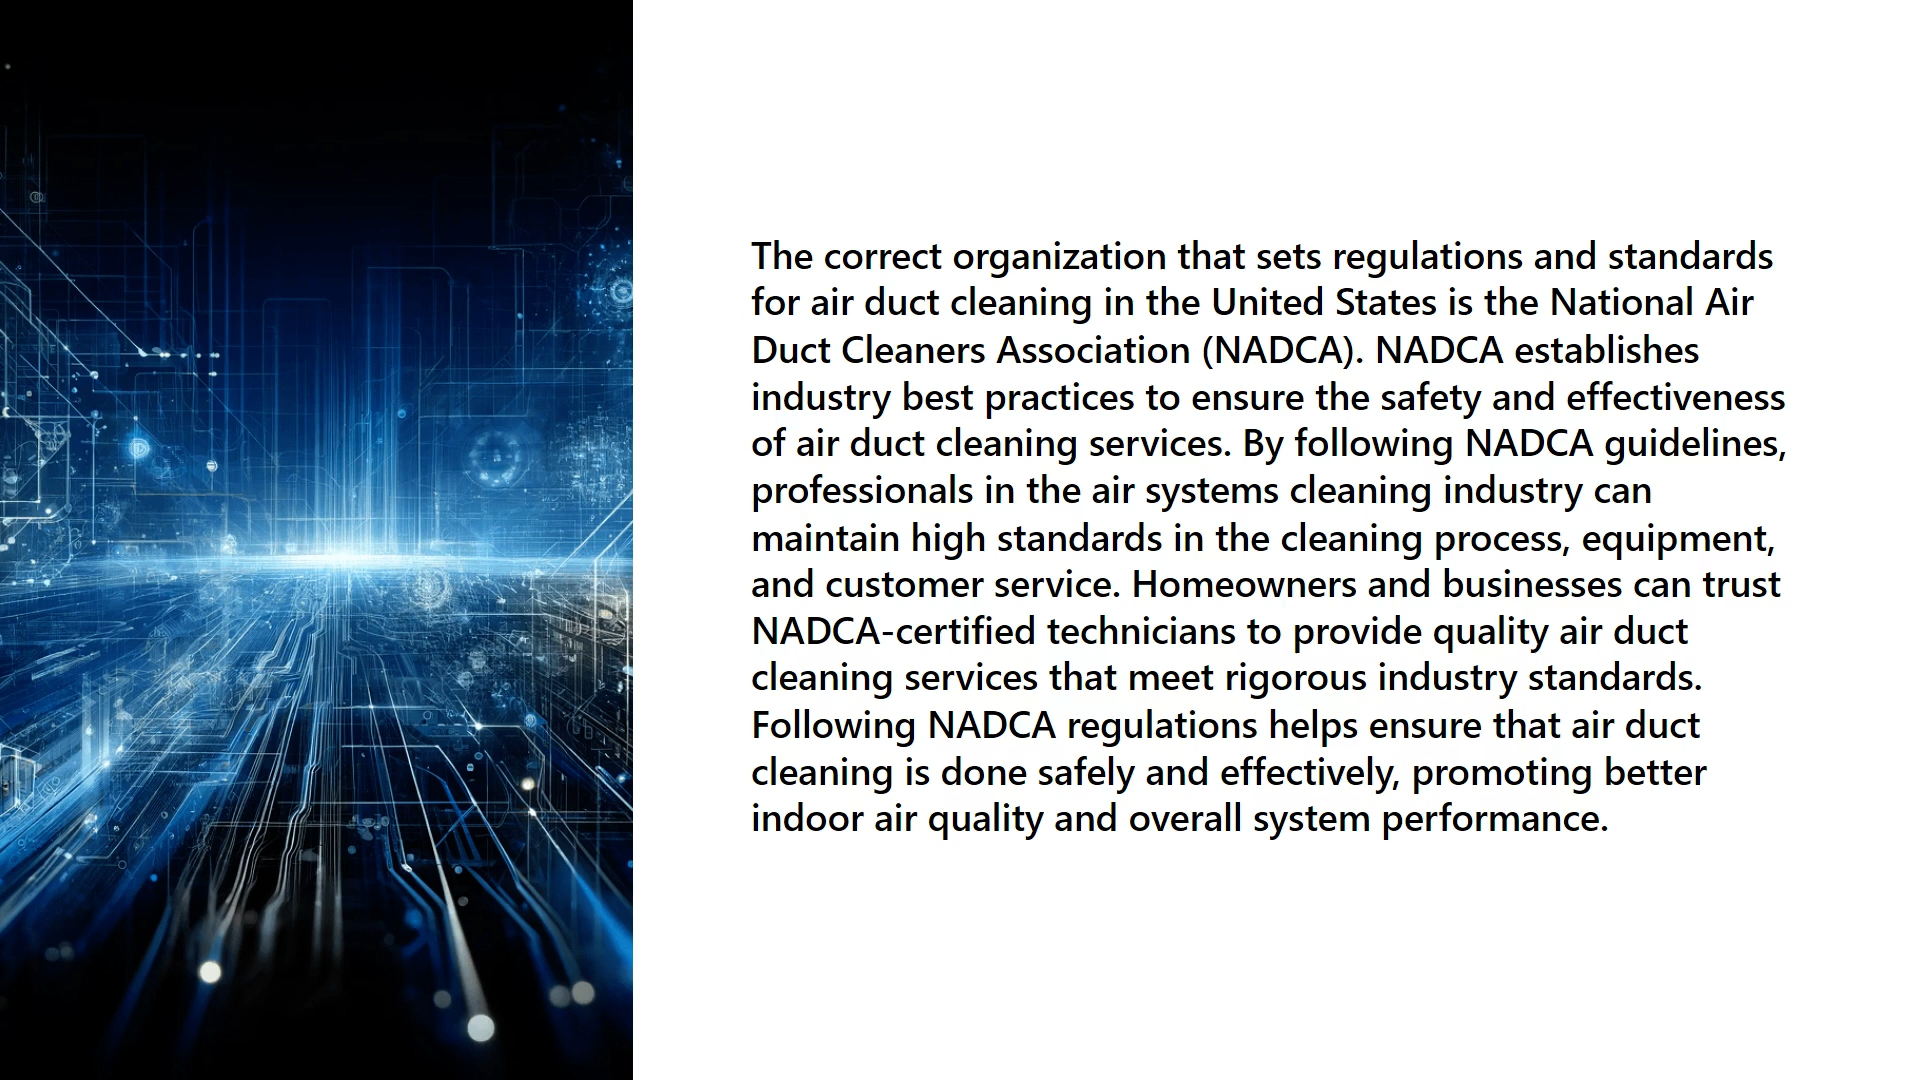 The correct organization that sets regulations and standards
for air duct cleaning in the United States is the National Air
Duct Cleaners Association (NADCA). NADCA establishes
industry best practices to ensure the safety and effectiveness
of air duct cleaning services. By following NADCA guidelines,
professionals in the air systems cleaning industry can
maintain high standards in the cleaning process, equipment,
and customer service. Homeowners and businesses can trust
NADCA-certified technicians to provide quality air duct
cleaning services that meet rigorous industry standards.
Following NADCA regulations helps ensure that air duct
cleaning is done safely and effectively, promoting better
indoor air quality and overall system performance.